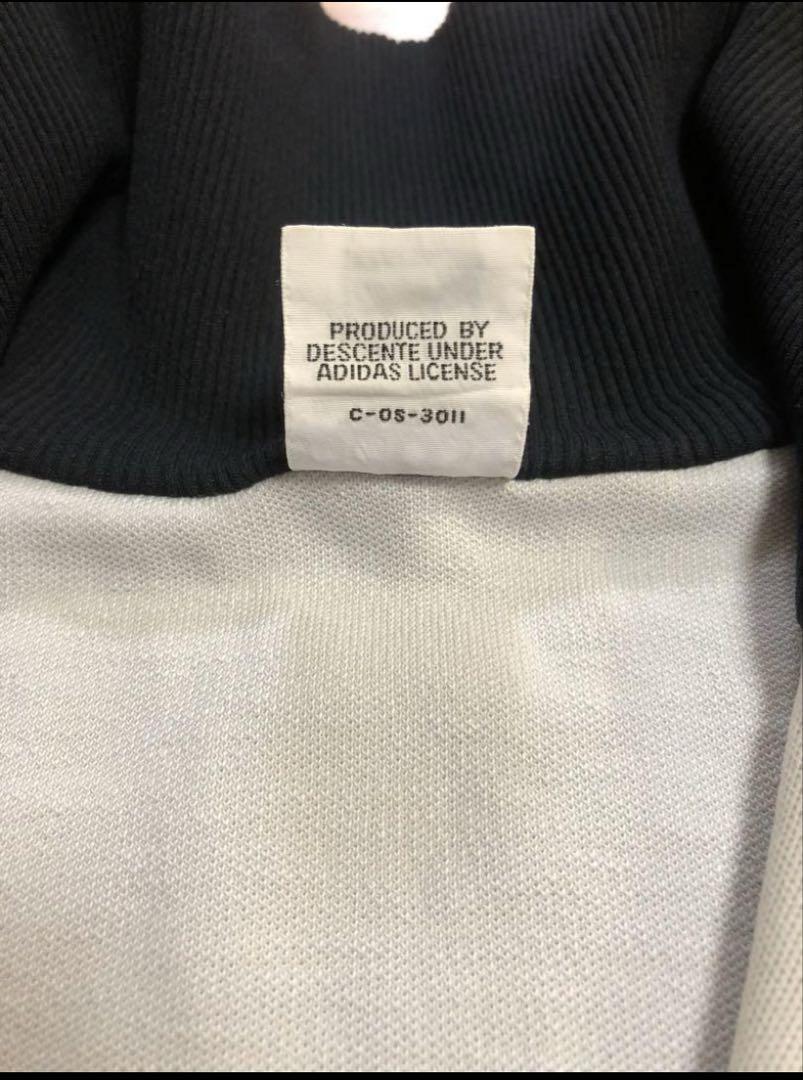 PRODUCED BY
DESCENTE UNDER
ADIDAS LICENSE
C-OS-3011